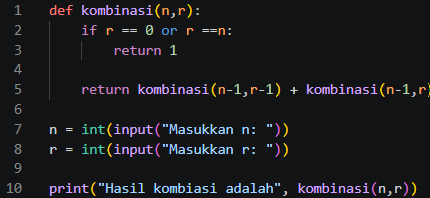 1 def kombinasi(n,r):
2 if r == 0 or r ==n:
3 return 1
4
5 return kombinasi(n-1,r-1) + kombinasi(n-1,r)
6
7 n = int(input("Masukkan n: "))
8 r = int(input("Masukkan r: "))
9
10 print("Hasil kombiasi adalah", kombinasi(n,r))